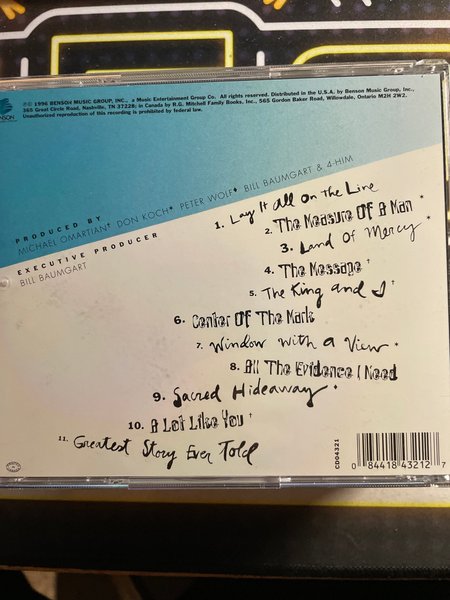 BENSON
℗© 1996 BENSON MUSIC GROUP, INC., a Music Entertainment Group Co. All rights reserved. Distributed in the U.S.A. by Benson Music Group, Inc.,
365 Great Circle Road, Nashville, TN 37228; in Canada by R.G. Mitchell Family Books, Inc., 565 Gordon Baker Road, Willowdale, Ontario M2H 2W2.
Unauthorized reproduction of this recording is prohibited by federal law.
PRODUCED BY
MICHAEL OMARTIAN† DON KOCH* PETER WOLF+ BILL BAUMGART & 4-HIM
EXECUTIVE PRODUCER
BILL BAUMGART
1. Lay It All On the Line
2. The Measure Of A Man *
3. Land Of Mercy *
4. The Message †
5. The King and I †
6. Center Of The Mark
7. Window With a View *
8. All The Evidence I Need
9. Sacred Hideaway *
10. A Lot Like You †
11. Greatest Story Ever Told
CD04321
0 84418 43212 7